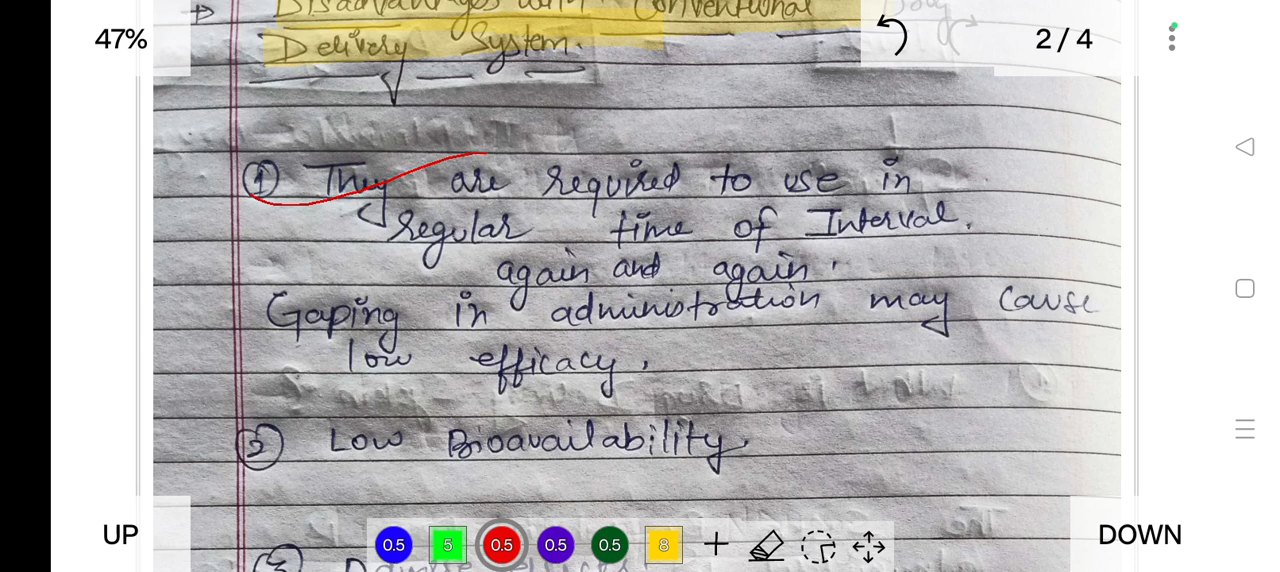 Disadvantages with Conventional
47% Delivery System. 2/4
① They are required to use in
regular time of Interval.
again and again.
Gaping in administration may cause
low efficacy.
② Low Bioavailability.
UP 0.5 5 0.5 0.5 0.5 8 DOWN
③